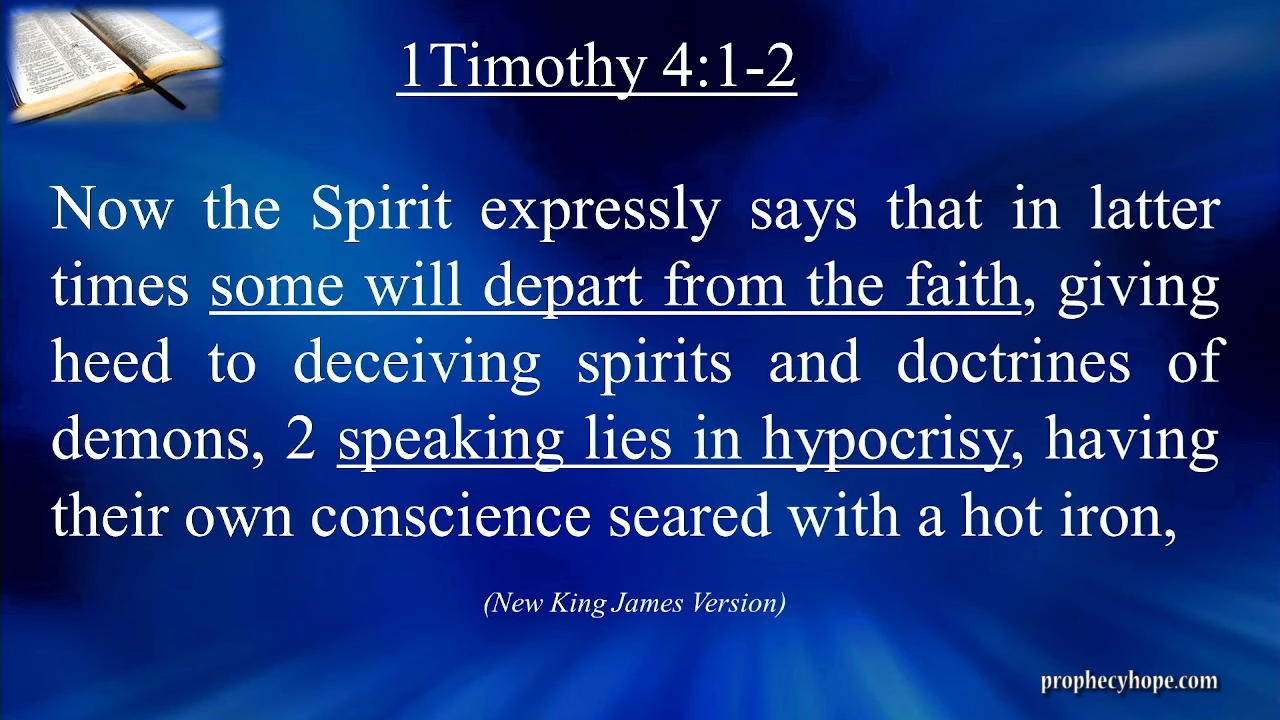 1Timothy 4:1-2
Now the Spirit expressly says that in latter
times some will depart from the faith, giving
heed to deceiving spirits and doctrines of
demons, 2 speaking lies in hypocrisy, having
their own conscience seared with a hot iron,
(New King James Version)
prophecyhope.com